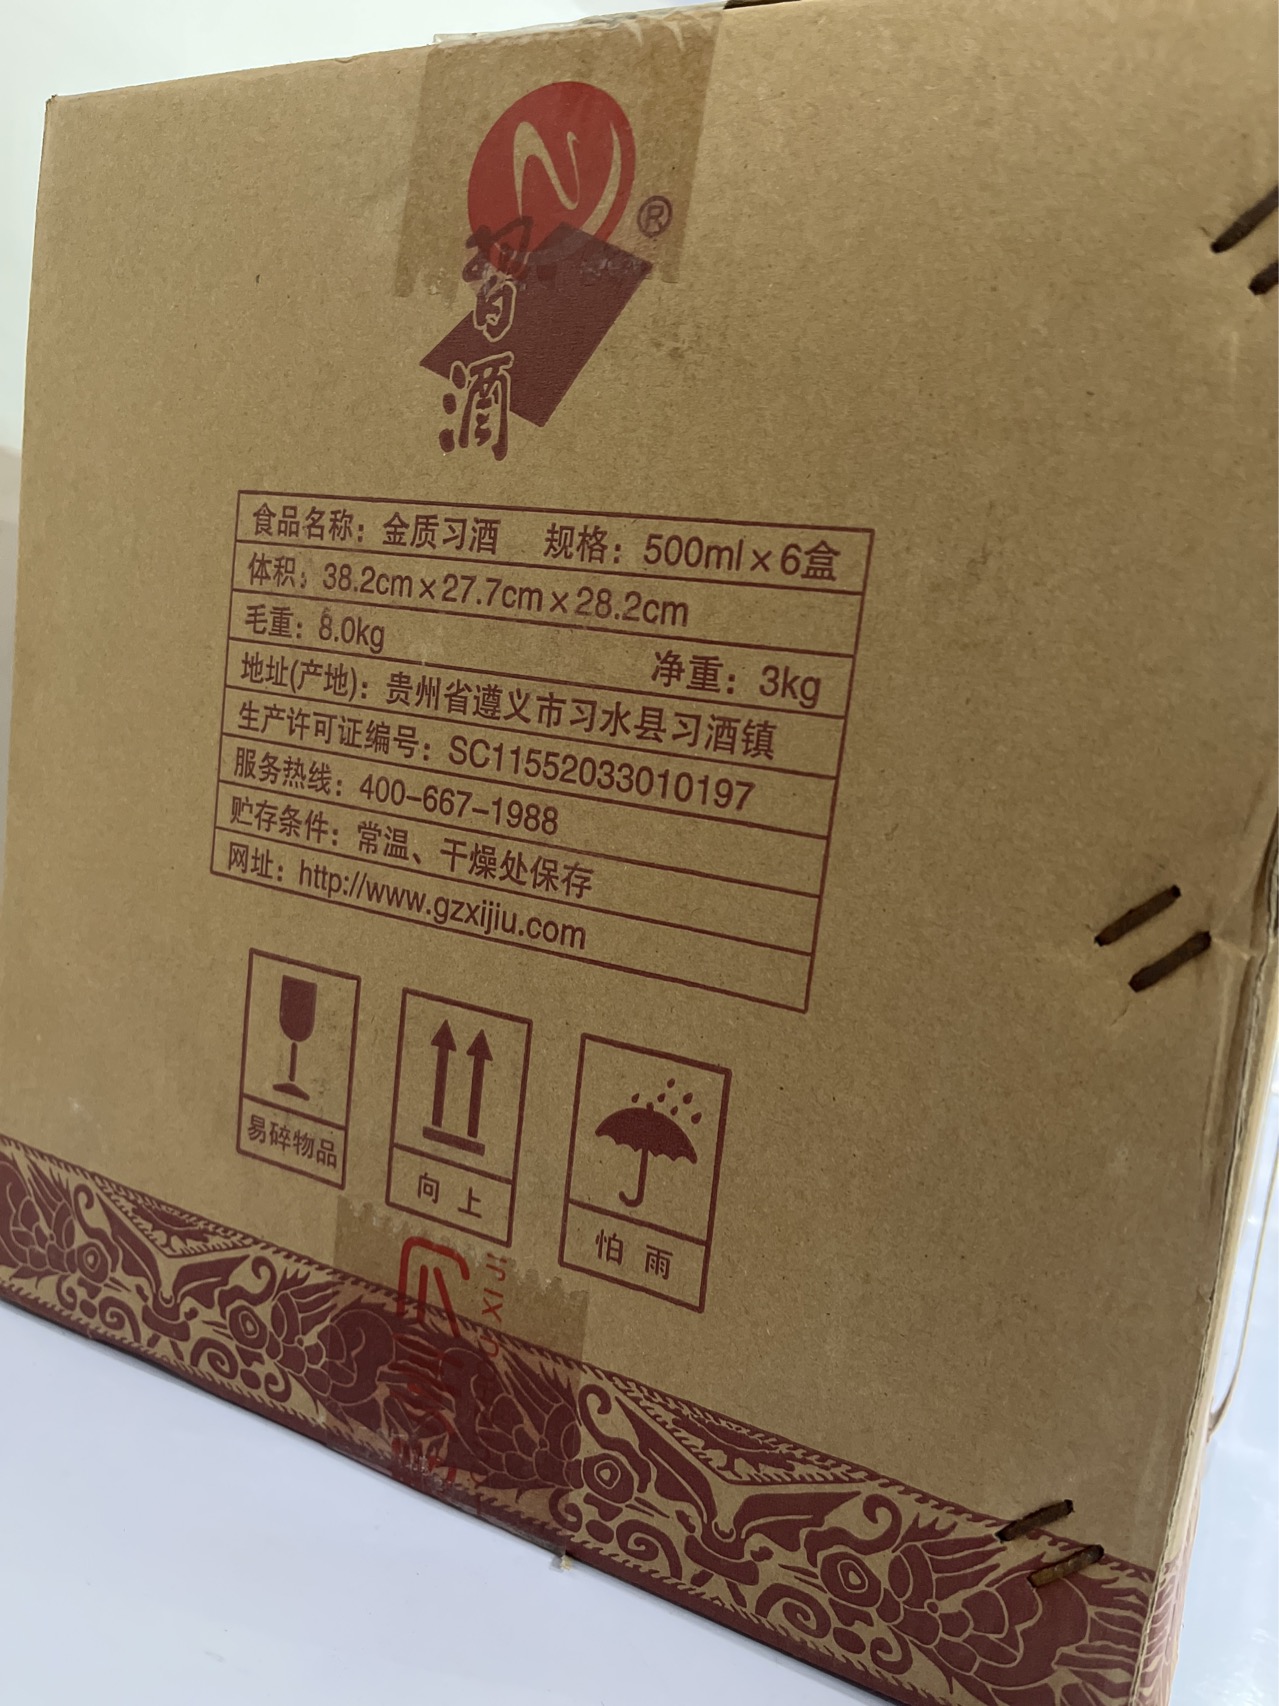 ®
習
酒
食品名称：金质习酒 规格：500ml×6盒
体积：38.2cm×27.7cm×28.2cm
毛重：8.0kg 净重：3kg
地址(产地)：贵州省遵义市习水县习酒镇
生产许可证编号：SC11552033010197
服务热线：400-667-1988
贮存条件：常温、干燥处保存
网址：http://www.gzxijiu.com
易碎物品
向上
怕雨